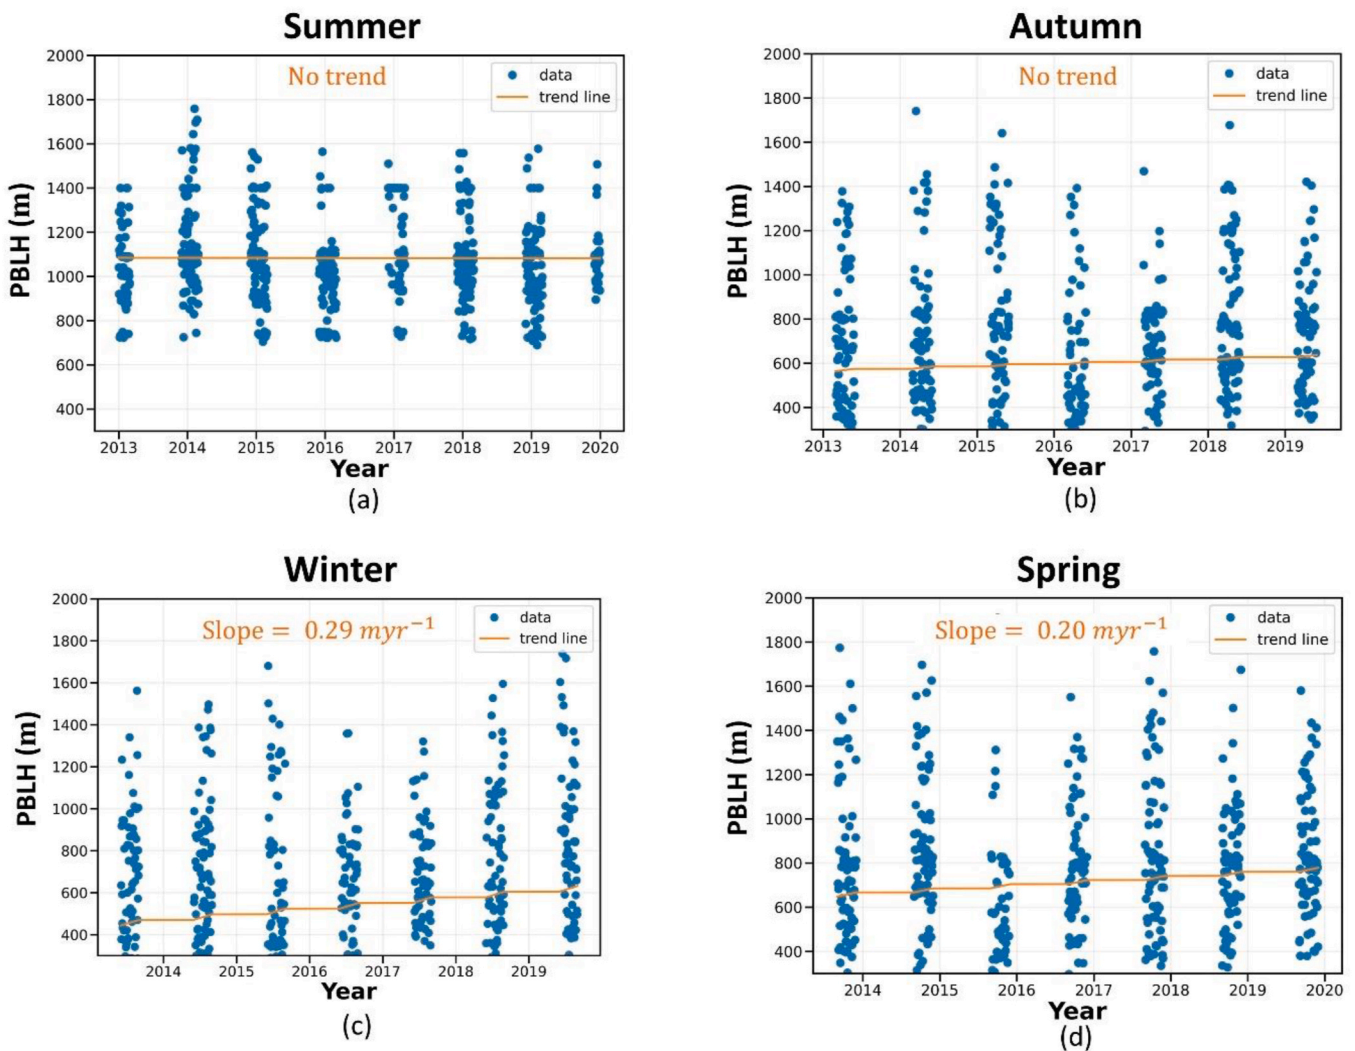 Summer
No trend
data
trend line
2000
1800
1600
1400
1200
1000
800
600
400
PBLH (m)
2013 2014 2015 2016 2017 2018 2019 2020
Year
(a)
Autumn
No trend
data
trend line
2000
1800
1600
1400
1200
1000
800
600
400
PBLH (m)
2013 2014 2015 2016 2017 2018 2019
Year
(b)
Winter
Slope = 0.29 myr⁻¹
data
trend line
2000
1800
1600
1400
1200
1000
800
600
400
PBLH (m)
2014 2015 2016 2017 2018 2019
Year
(c)
Spring
Slope = 0.20 myr⁻¹
data
trend line
2000
1800
1600
1400
1200
1000
800
600
400
PBLH (m)
2014 2015 2016 2017 2018 2019 2020
Year
(d)